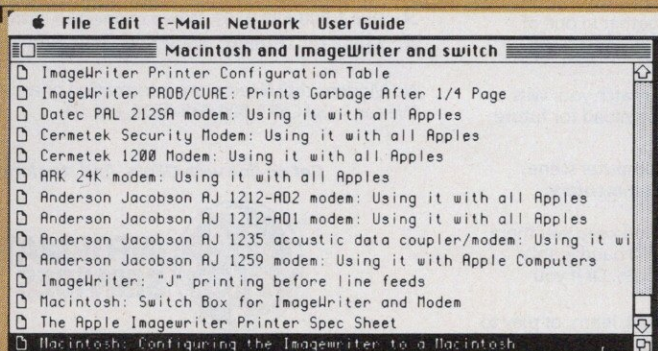 File Edit E-Mail Network User Guide
Macintosh and ImageWriter and switch
ImageWriter Printer Configuration Table
ImageWriter PROB/CURE: Prints Garbage After 1/4 Page
Datec PAL 212SA modem: Using it with all Apples
Cermetek Security Modem: Using it with all Apples
Cermetek 1200 Modem: Using it with all Apples
ARK 24K modem: Using it with all Apples
Anderson Jacobson AJ 1212-AD2 modem: Using it with all Apples
Anderson Jacobson AJ 1212-AD1 modem: Using it with all Apples
Anderson Jacobson AJ 1235 acoustic data coupler/modem: Using it wi
Anderson Jacobson AJ 1259 modem: Using it with Apple Computers
ImageWriter: "J" printing before line feeds
Macintosh: Switch Box for ImageWriter and Modem
The Apple Imagewriter Printer Spec Sheet
Macintosh: Configuring the Imagewriter to a Macintosh